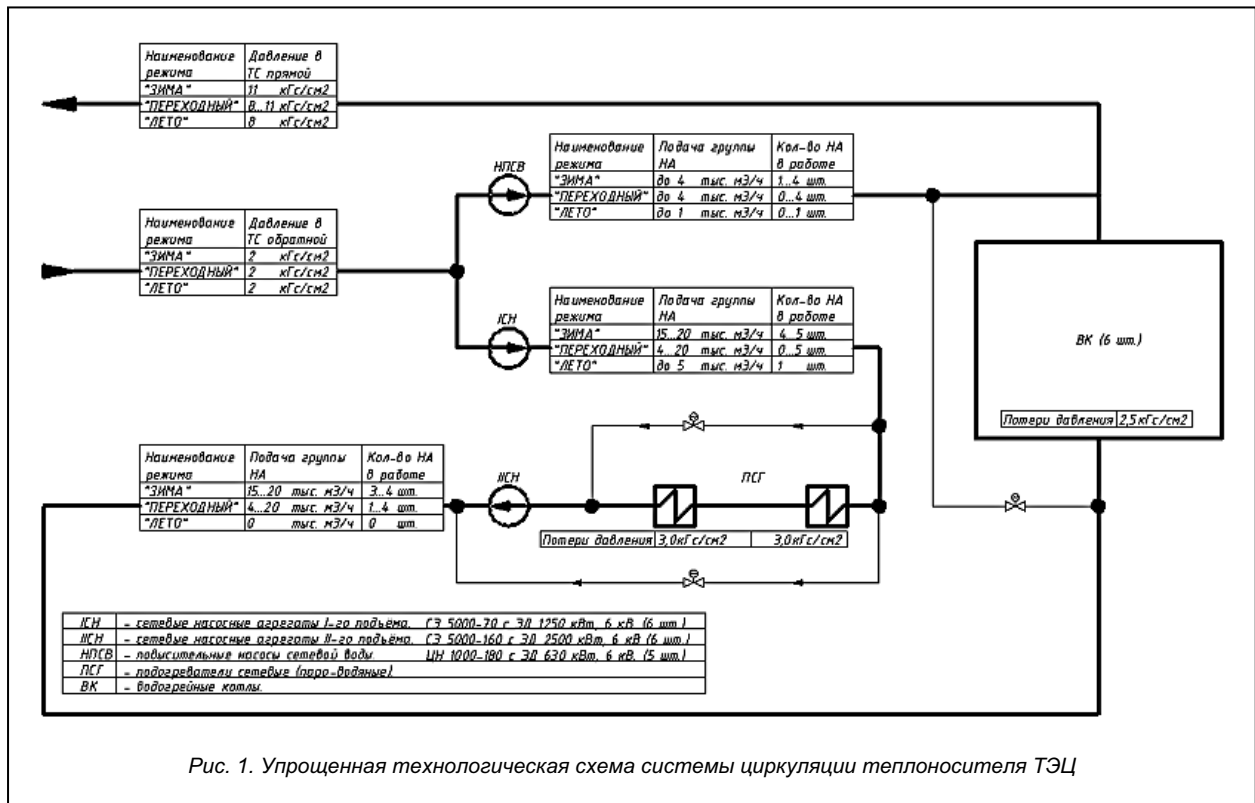 Наименование режима Давление в ТС прямой
"ЗИМА" 11 кГс/см2
"ПЕРЕХОДНЫЙ" 8...11 кГс/см2
"ЛЕТО" 8 кГс/см2
НПСВ
Наименование режима Подача группы НА Кол-во НА в работе
"ЗИМА" до 4 тыс. м3/ч 1...4 шт.
"ПЕРЕХОДНЫЙ" до 4 тыс. м3/ч 0...4 шт.
"ЛЕТО" до 1 тыс. м3/ч 0...1 шт.
Наименование режима Давление в ТС обратной
"ЗИМА" 2 кГс/см2
"ПЕРЕХОДНЫЙ" 2 кГс/см2
"ЛЕТО" 2 кГс/см2
IСН
Наименование режима Подача группы НА Кол-во НА в работе
"ЗИМА" 15...20 тыс. м3/ч 4...5 шт.
"ПЕРЕХОДНЫЙ" 4...20 тыс. м3/ч 0...5 шт.
"ЛЕТО" до 5 тыс. м3/ч 1 шт.
ВК (6 шт.)
Потери давления 2,5кГс/см2
Наименование режима Подача группы НА Кол-во НА в работе
"ЗИМА" 15...20 тыс. м3/ч 3...4 шт.
"ПЕРЕХОДНЫЙ" 4...20 тыс. м3/ч 1...4 шт.
"ЛЕТО" 0 тыс. м3/ч 0 шт.
IIСН
ПСГ
Потери давления 3,0кГс/см2 3,0кГс/см2
IСН - сетевые насосные агрегаты I-го подъёма. СЭ 5000-70 с ЭД 1250 кВт, 6 кВ (6 шт.)
IIСН - сетевые насосные агрегаты II-го подъёма. СЭ 5000-160 с ЭД 2500 кВт, 6 кВ (6 шт.)
НПСВ - повысительные насосы сетевой воды. ЦН 1000-180 с ЭД 630 кВт, 6 кВ. (5 шт.)
ПСГ - подогреватели сетевые (паро-водяные).
ВК - водогрейные котлы.
Рис. 1. Упрощенная технологическая схема системы циркуляции теплоносителя ТЭЦ